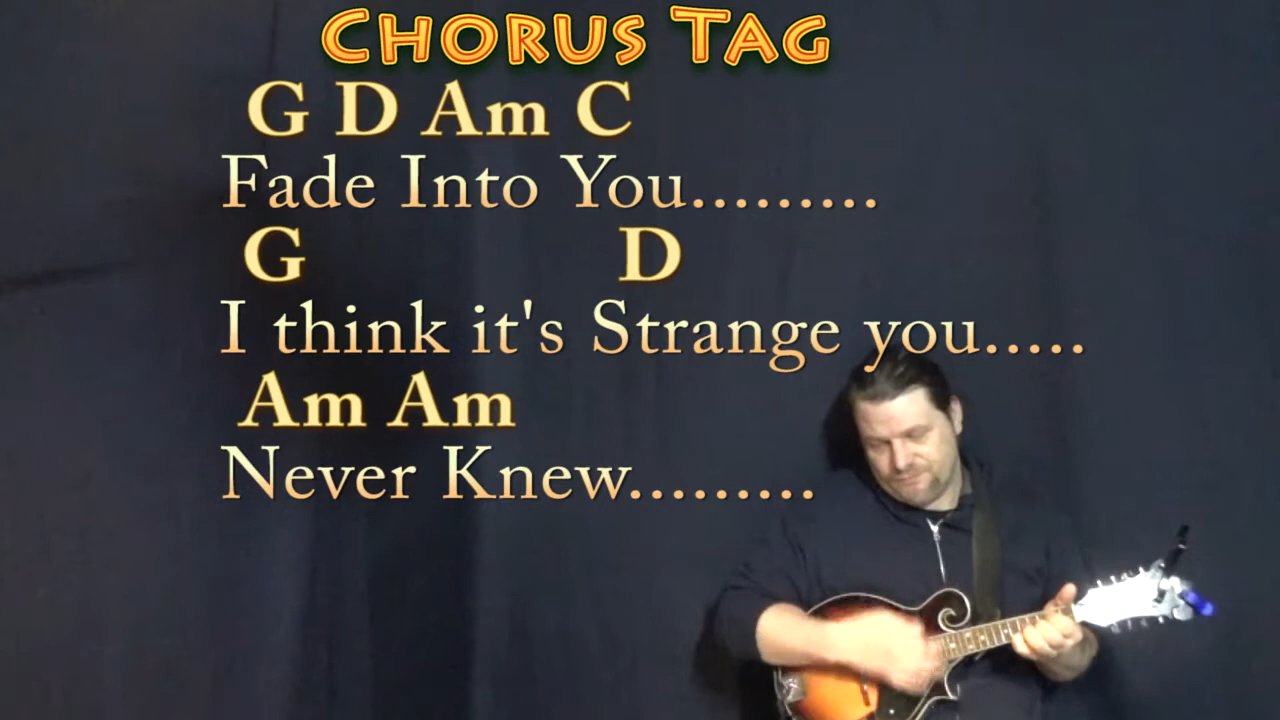 CHORUS TAG
G D Am C
Fade Into You.........
G D
I think it's Strange you.....
Am Am
Never Knew.........